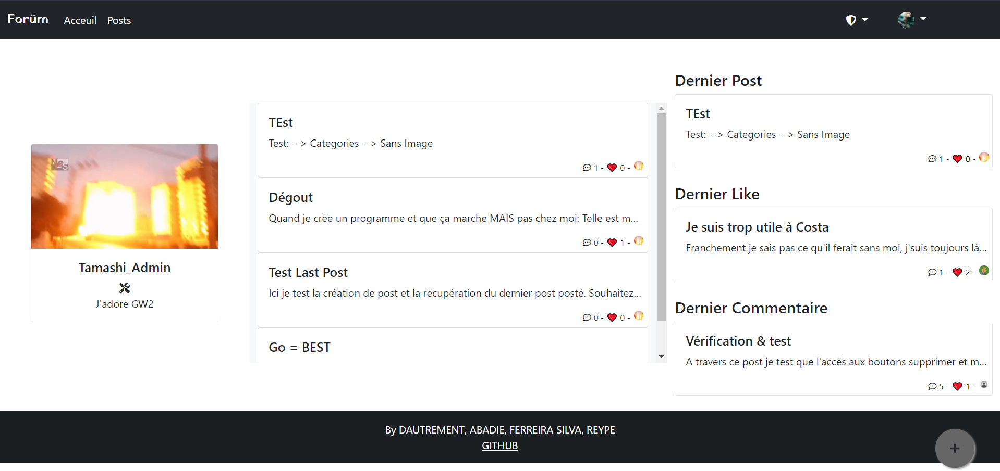 Forüm
Acceuil
Posts
N2s
Tamashi_Admin
J'adore GW2
TEst
Test: --> Categories --> Sans Image
1 - 0 -
Dégout
Quand je crée un programme et que ça marche MAIS pas chez moi: Telle est m...
0 - 1 -
Test Last Post
Ici je test la création de post et la récupération du dernier post posté. Souhaitez...
0 - 0 -
Go = BEST
Dernier Post
TEst
Test: --> Categories --> Sans Image
1 - 0 -
Dernier Like
Je suis trop utile à Costa
Franchement je sais pas ce qu'il ferait sans moi, j'suis toujours là...
1 - 2 -
Dernier Commentaire
Vérification & test
A travers ce post je test que l'accès aux boutons supprimer et m...
5 - 1 -
By DAUTREMENT, ABADIE, FERREIRA SILVA, REYPE
GITHUB
+